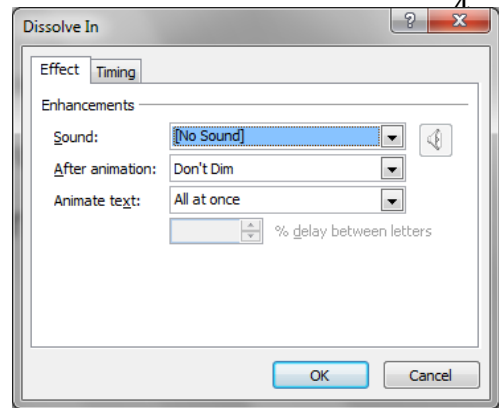 4
Dissolve In
Effect Timing
Enhancements
Sound: [No Sound]
After animation: Don't Dim
Animate text: All at once
% delay between letters
OK Cancel